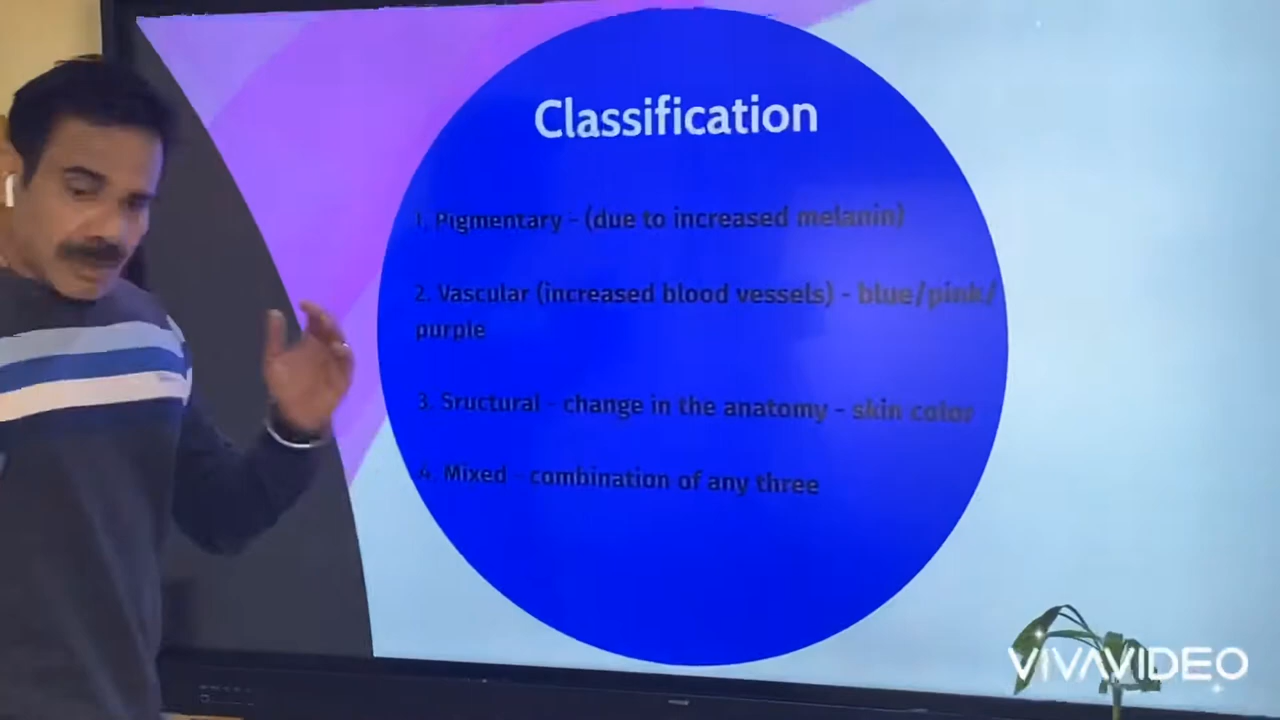 Classification
1. Pigmentary - (due to increased melanin)
2. Vascular (increased blood vessels) - blue/pink/
purple
3. Sructural - change in the anatomy - skin color
4. Mixed - combination of any three
VIVAVIDEO